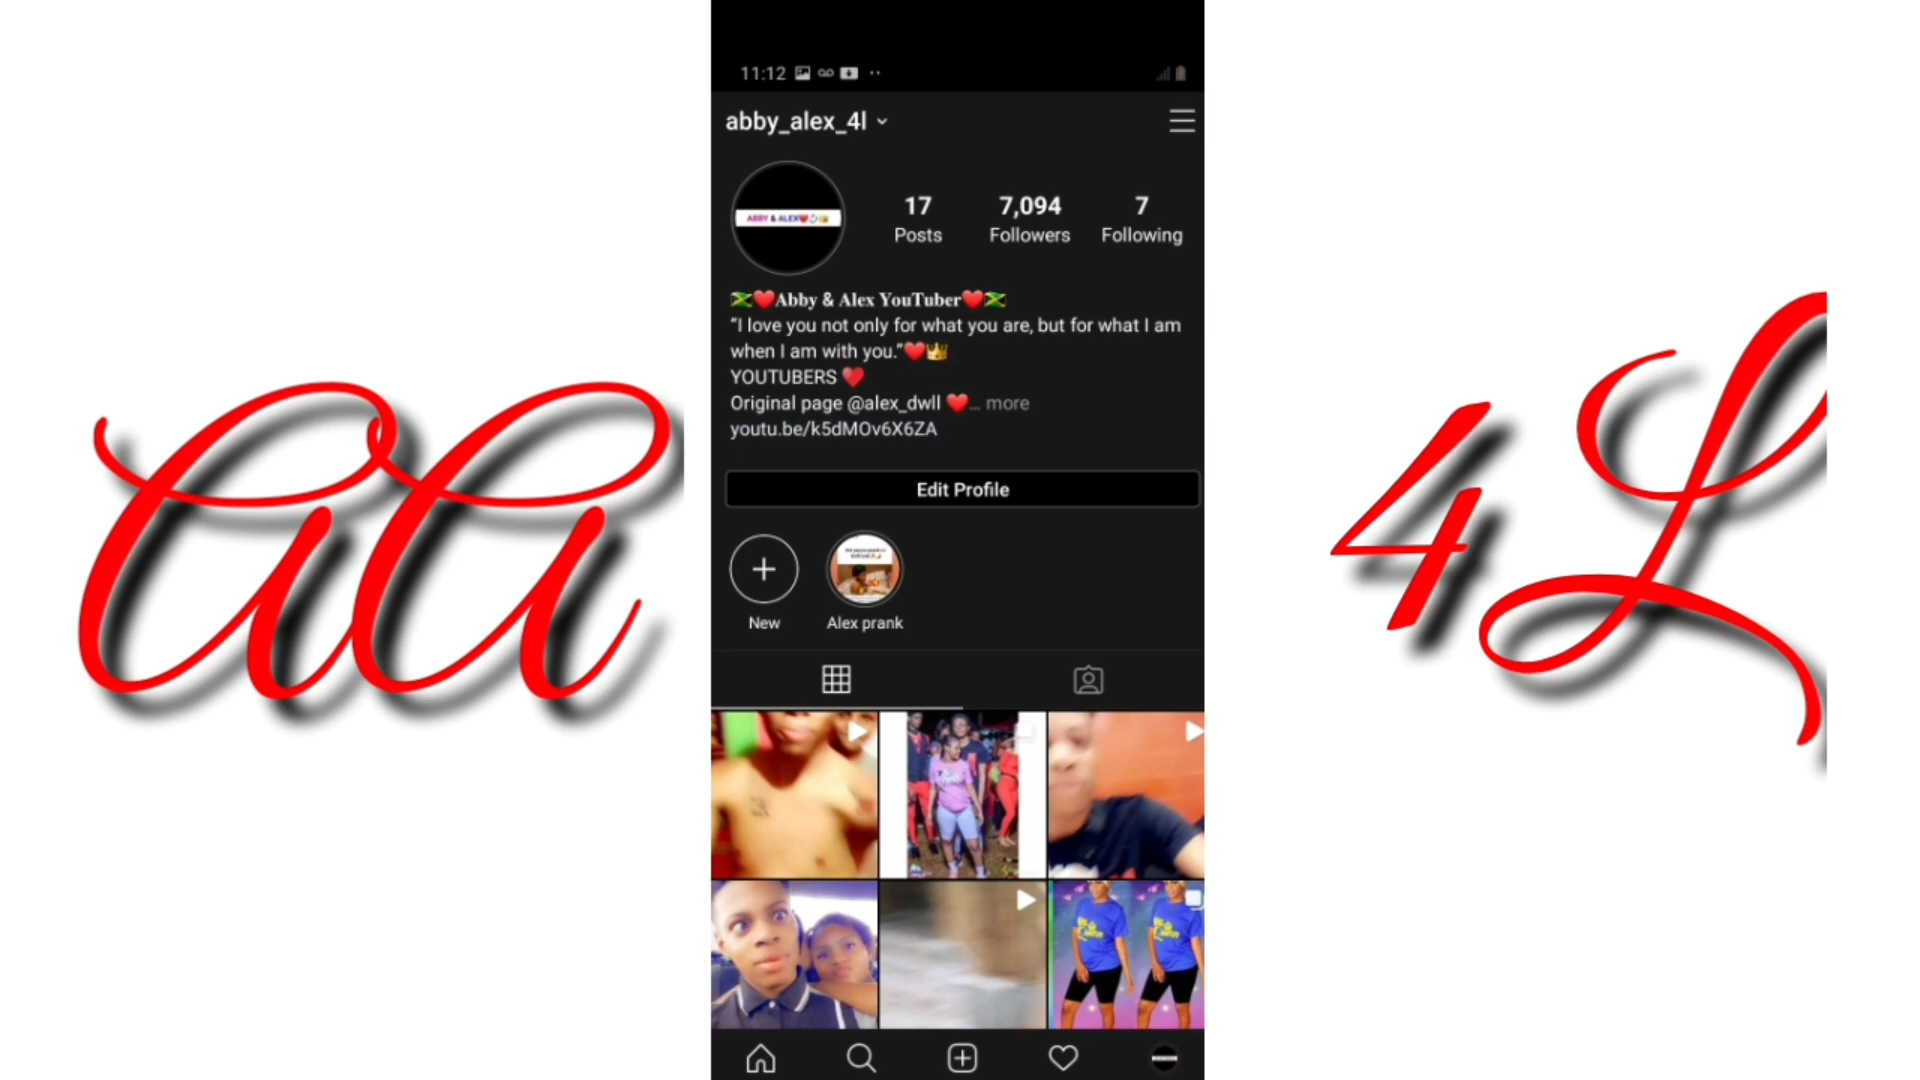 11:12
abby_alex_4l
ABBY & ALEX
17 7,094 7
Posts Followers Following
🇯🇲❤️Abby & Alex YouTuber❤️🇯🇲
"I love you not only for what you are, but for what I am
when I am with you."❤️👑
YOUTUBERS ❤️
Original page @alex_dwll ❤️... more
youtu.be/k5dMOv6X6ZA
Edit Profile
New Alex prank
aa
4L